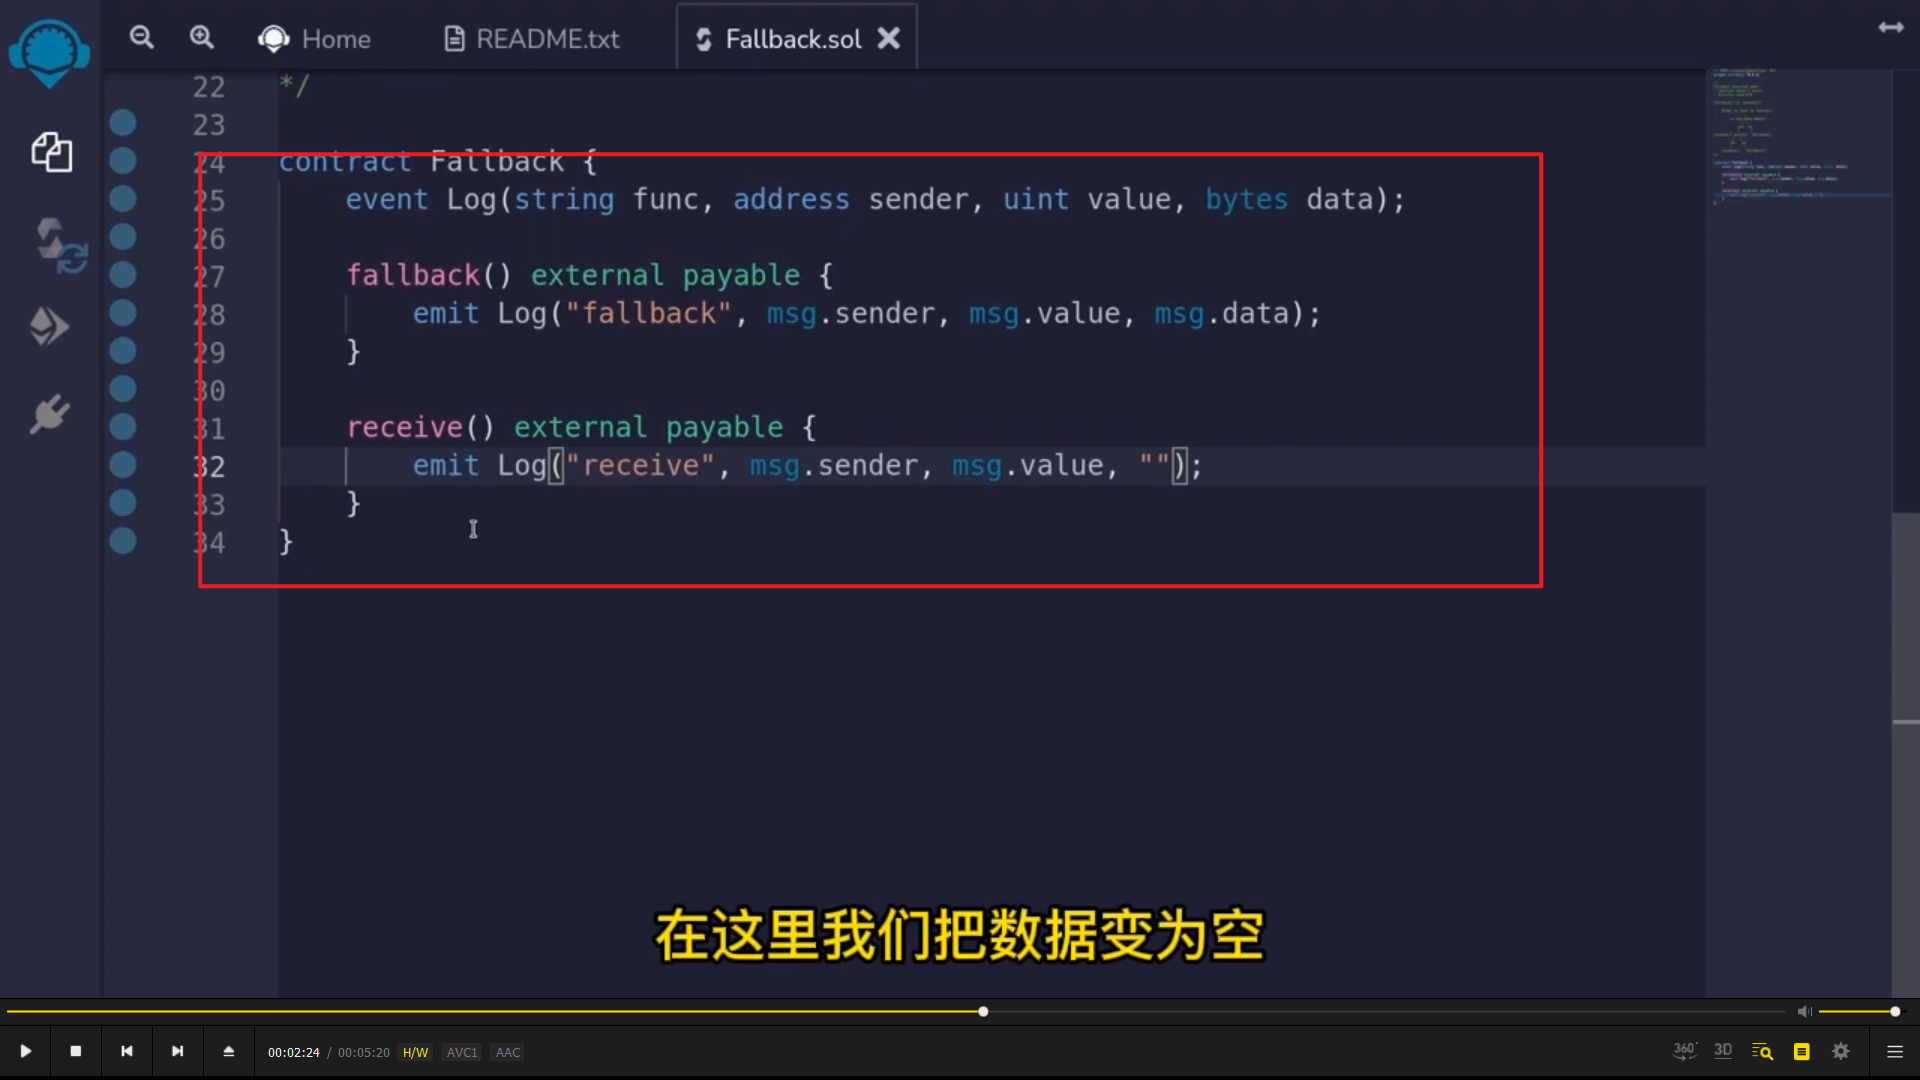 Home
README.txt
Fallback.sol
22 */
23
24 contract Fallback {
25 event Log(string func, address sender, uint value, bytes data);
26
27 fallback() external payable {
28 emit Log("fallback", msg.sender, msg.value, msg.data);
29 }
30
31 receive() external payable {
32 emit Log("receive", msg.sender, msg.value, "");
33 }
34 }
在这里我们把数据变为空
00:02:24 / 00:05:20 H/W AVC1 AAC
360° 3D